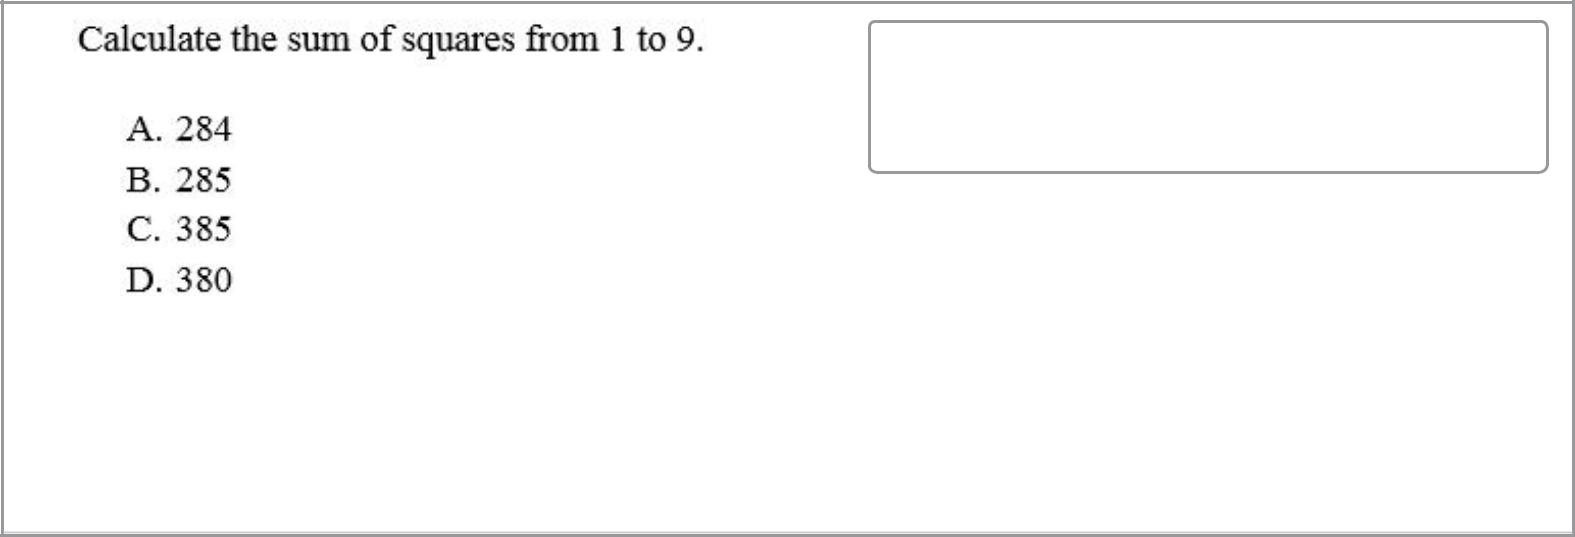 Calculate the sum of squares from 1 to 9.
A. 284
B. 285
C. 385
D. 380